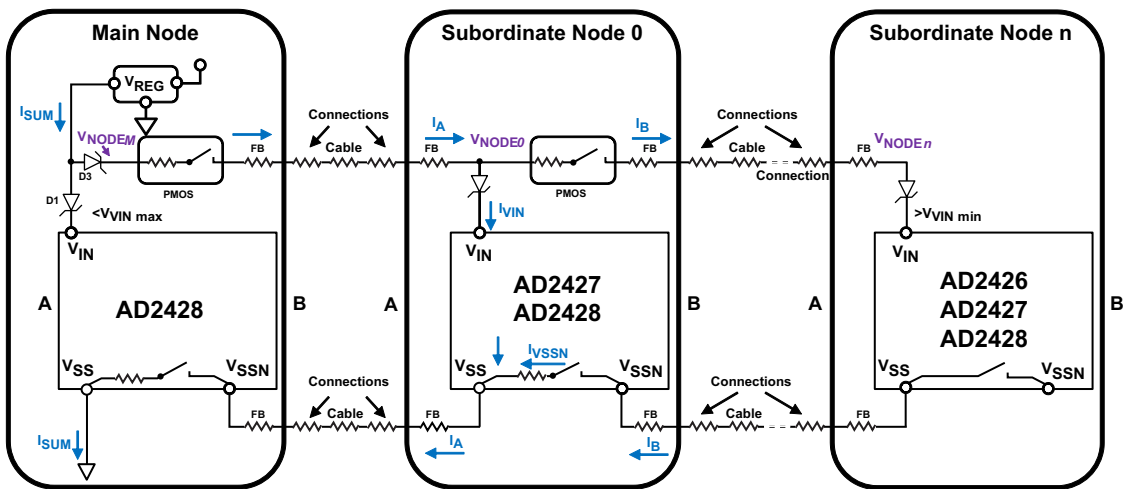 Main Node
Subordinate Node 0
Subordinate Node n
VREG
ISUM
VNODEM
D3
PMOS
FB
Connections
Cable
IA
FB
VNODE0
PMOS
IB
FB
Connections
Cable
Connection
FB
VNODEn
D1
<VVIN max
IVIN
>VVIN min
VIN
VIN
VIN
A
AD2428
B
A
AD2427
AD2428
B
A
AD2426
AD2427
AD2428
B
VSS
VSSN
VSS
IVSSN
VSSN
VSS
VSSN
Connections
Cable
Connections
Cable
FB
FB
FB
FB
ISUM
IA
IB